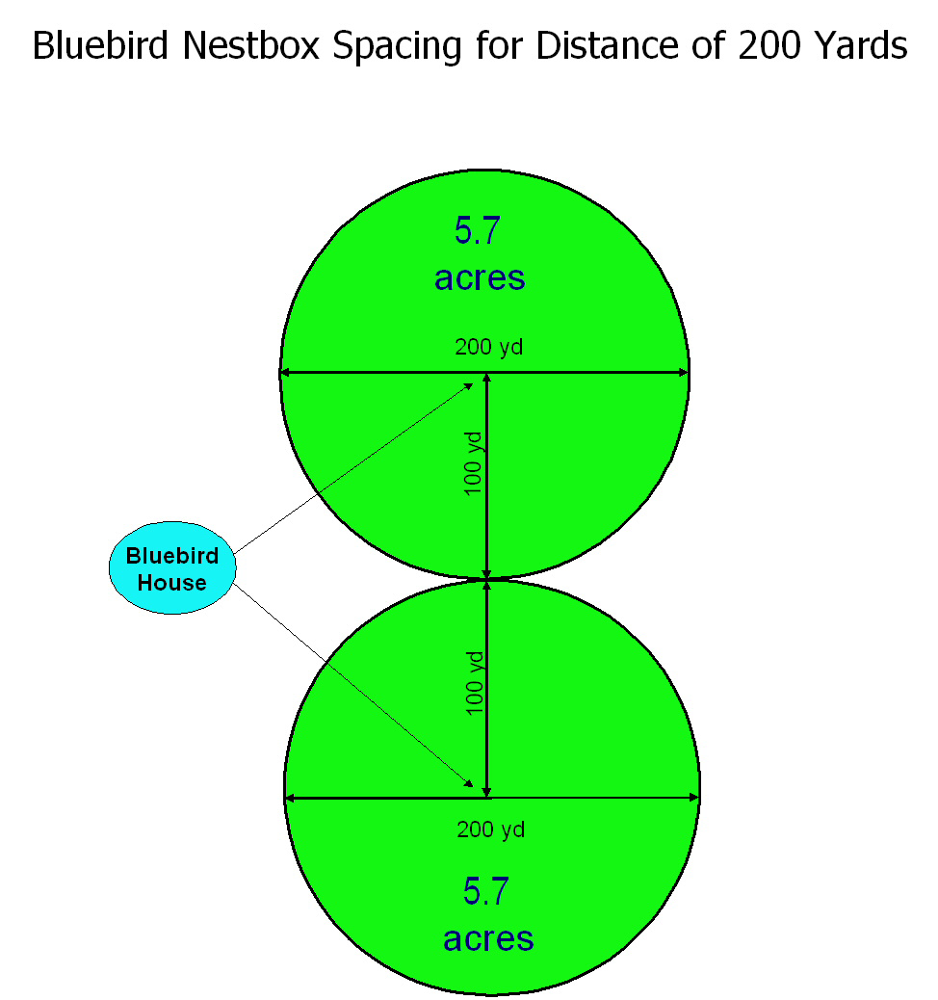 Bluebird Nestbox Spacing for Distance of 200 Yards
5.7
acres
200 yd
100 yd
Bluebird
House
100 yd
200 yd
5.7
acres